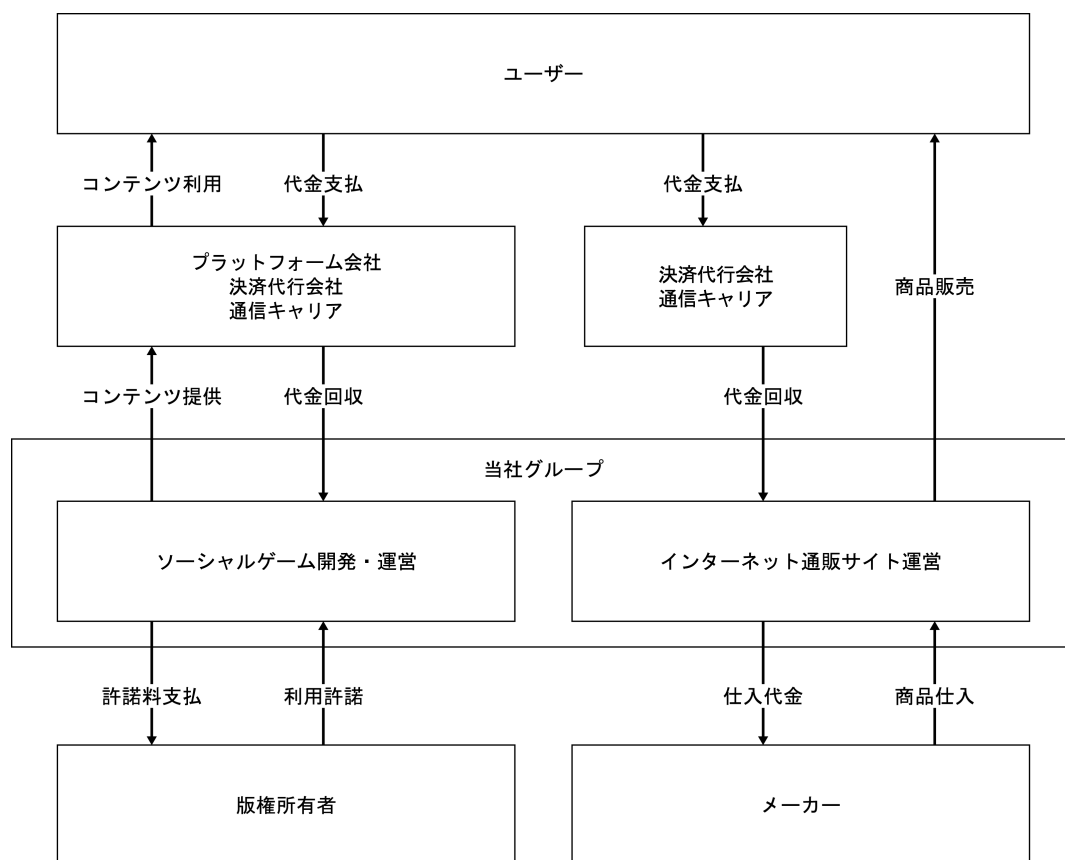 ユーザー
コンテンツ利用
代金支払
代金支払
商品販売
プラットフォーム会社
決済代行会社
通信キャリア
決済代行会社
通信キャリア
コンテンツ提供
代金回収
代金回収
当社グループ
ソーシャルゲーム開発・運営
インターネット通販サイト運営
許諾料支払
利用許諾
仕入代金
商品仕入
版権所有者
メーカー